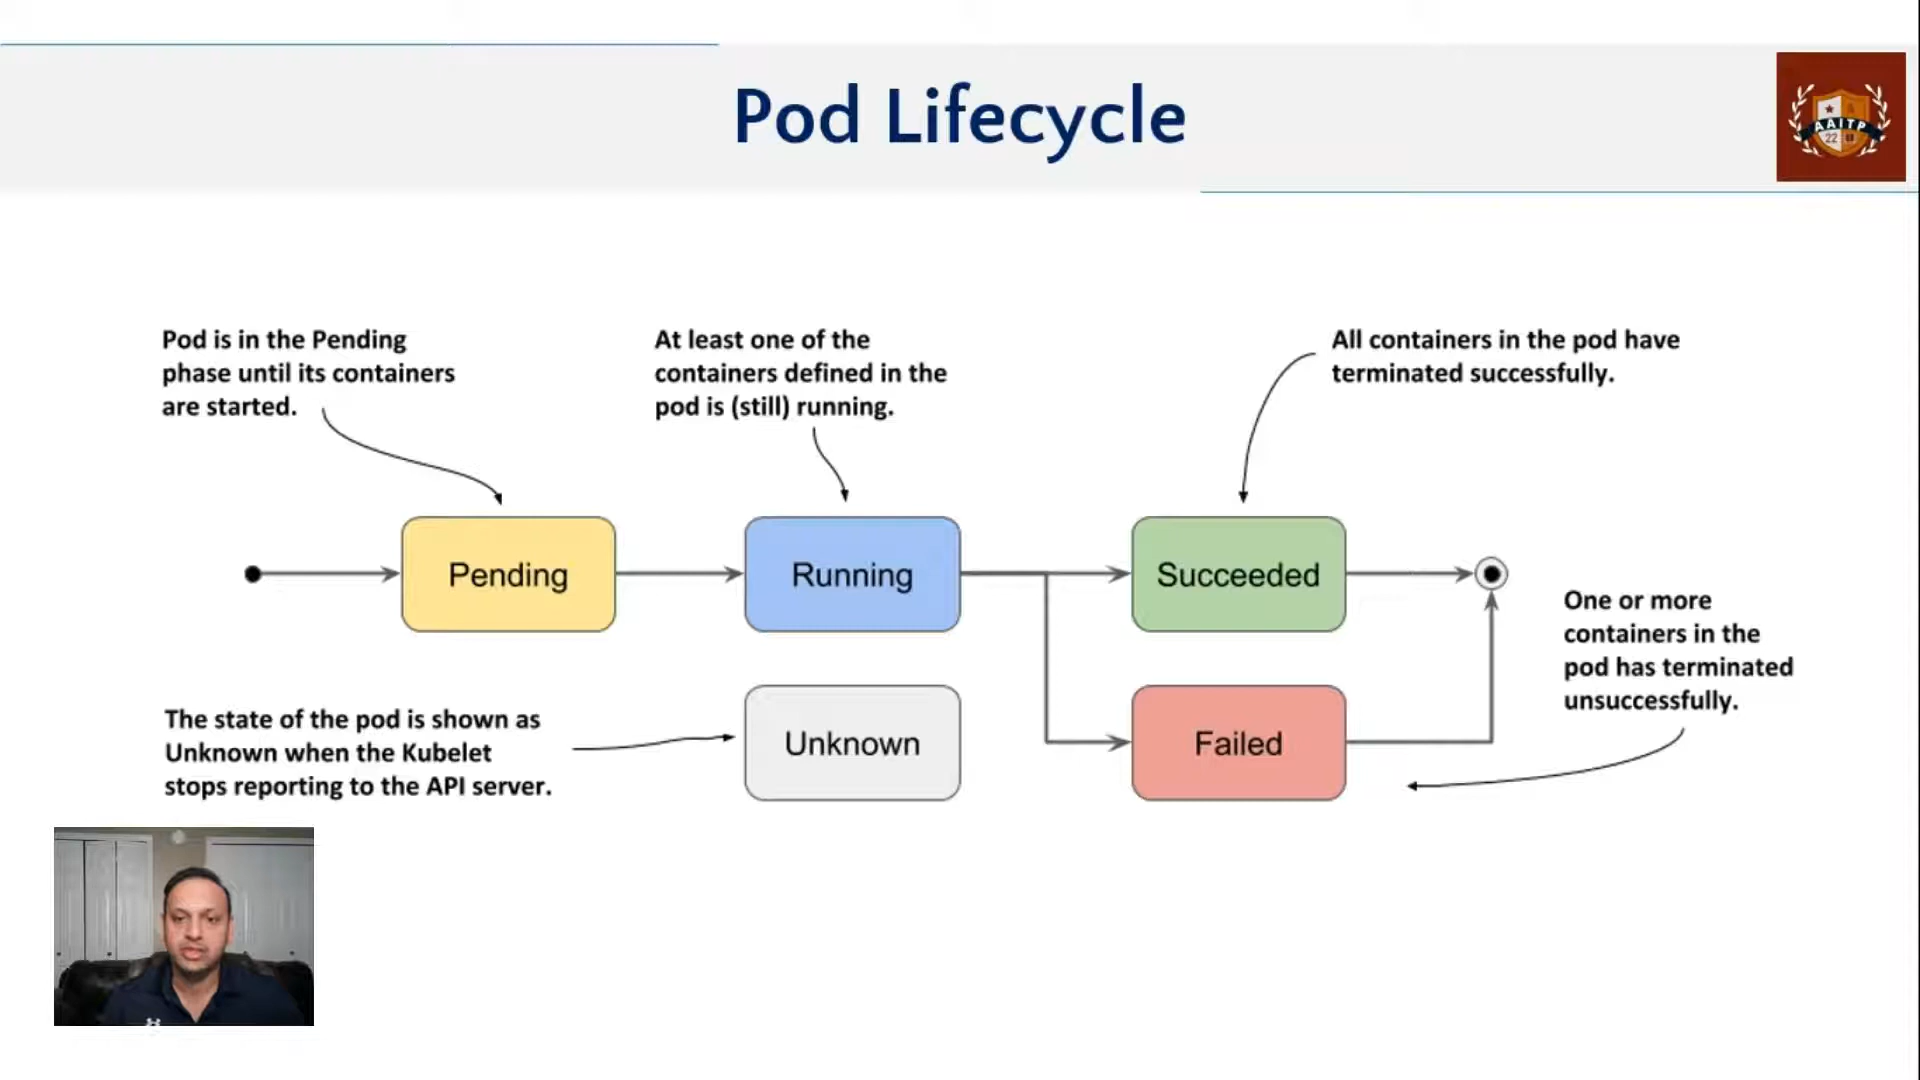 Pod Lifecycle
AAITP
22
Pod is in the Pending
phase until its containers
are started.
At least one of the
containers defined in the
pod is (still) running.
All containers in the pod have
terminated successfully.
Pending
Running
Succeeded
One or more
containers in the
pod has terminated
unsuccessfully.
The state of the pod is shown as
Unknown when the Kubelet
stops reporting to the API server.
Unknown
Failed